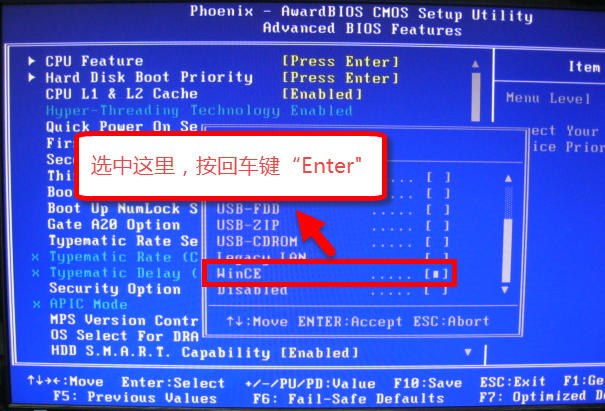 Phoenix - AwardBIOS CMOS Setup Utility
Advanced BIOS Features
CPU Feature [Press Enter]
Hard Disk Boot Priority [Press Enter]
CPU L1 & L2 Cache [Enabled]
Hyper-Threading Technology Enabled
Quick Power On Se
Firs
Seco
Thi
Boo
Boot Up NumLock S
Gate A20 Option
Typematic Rate Se
x Typematic Rate (C
x Typematic Delay (
Security Option
x APIC Mode
MPS Version Contr
OS Select For DRA
HDD S.M.A.R.T. Capability [Enabled]
Item
Menu Level
ect Your
ice Prior
选中这里，按回车键“Enter"
..... [ ]
..... [ ]
USB-FDD ..... [ ]
USB-ZIP ..... [ ]
USB-CDROM ..... [ ]
Legacy LAN ..... [ ]
WinCE ..... [■]
Disabled ..... [ ]
↑↓:Move ENTER:Accept ESC:Abort
↑↓→←:Move Enter:Select +/-/PU/PD:Value F10:Save ESC:Exit F1:Ge
F5: Previous Values F6: Fail-Safe Defaults F7: Optimized D